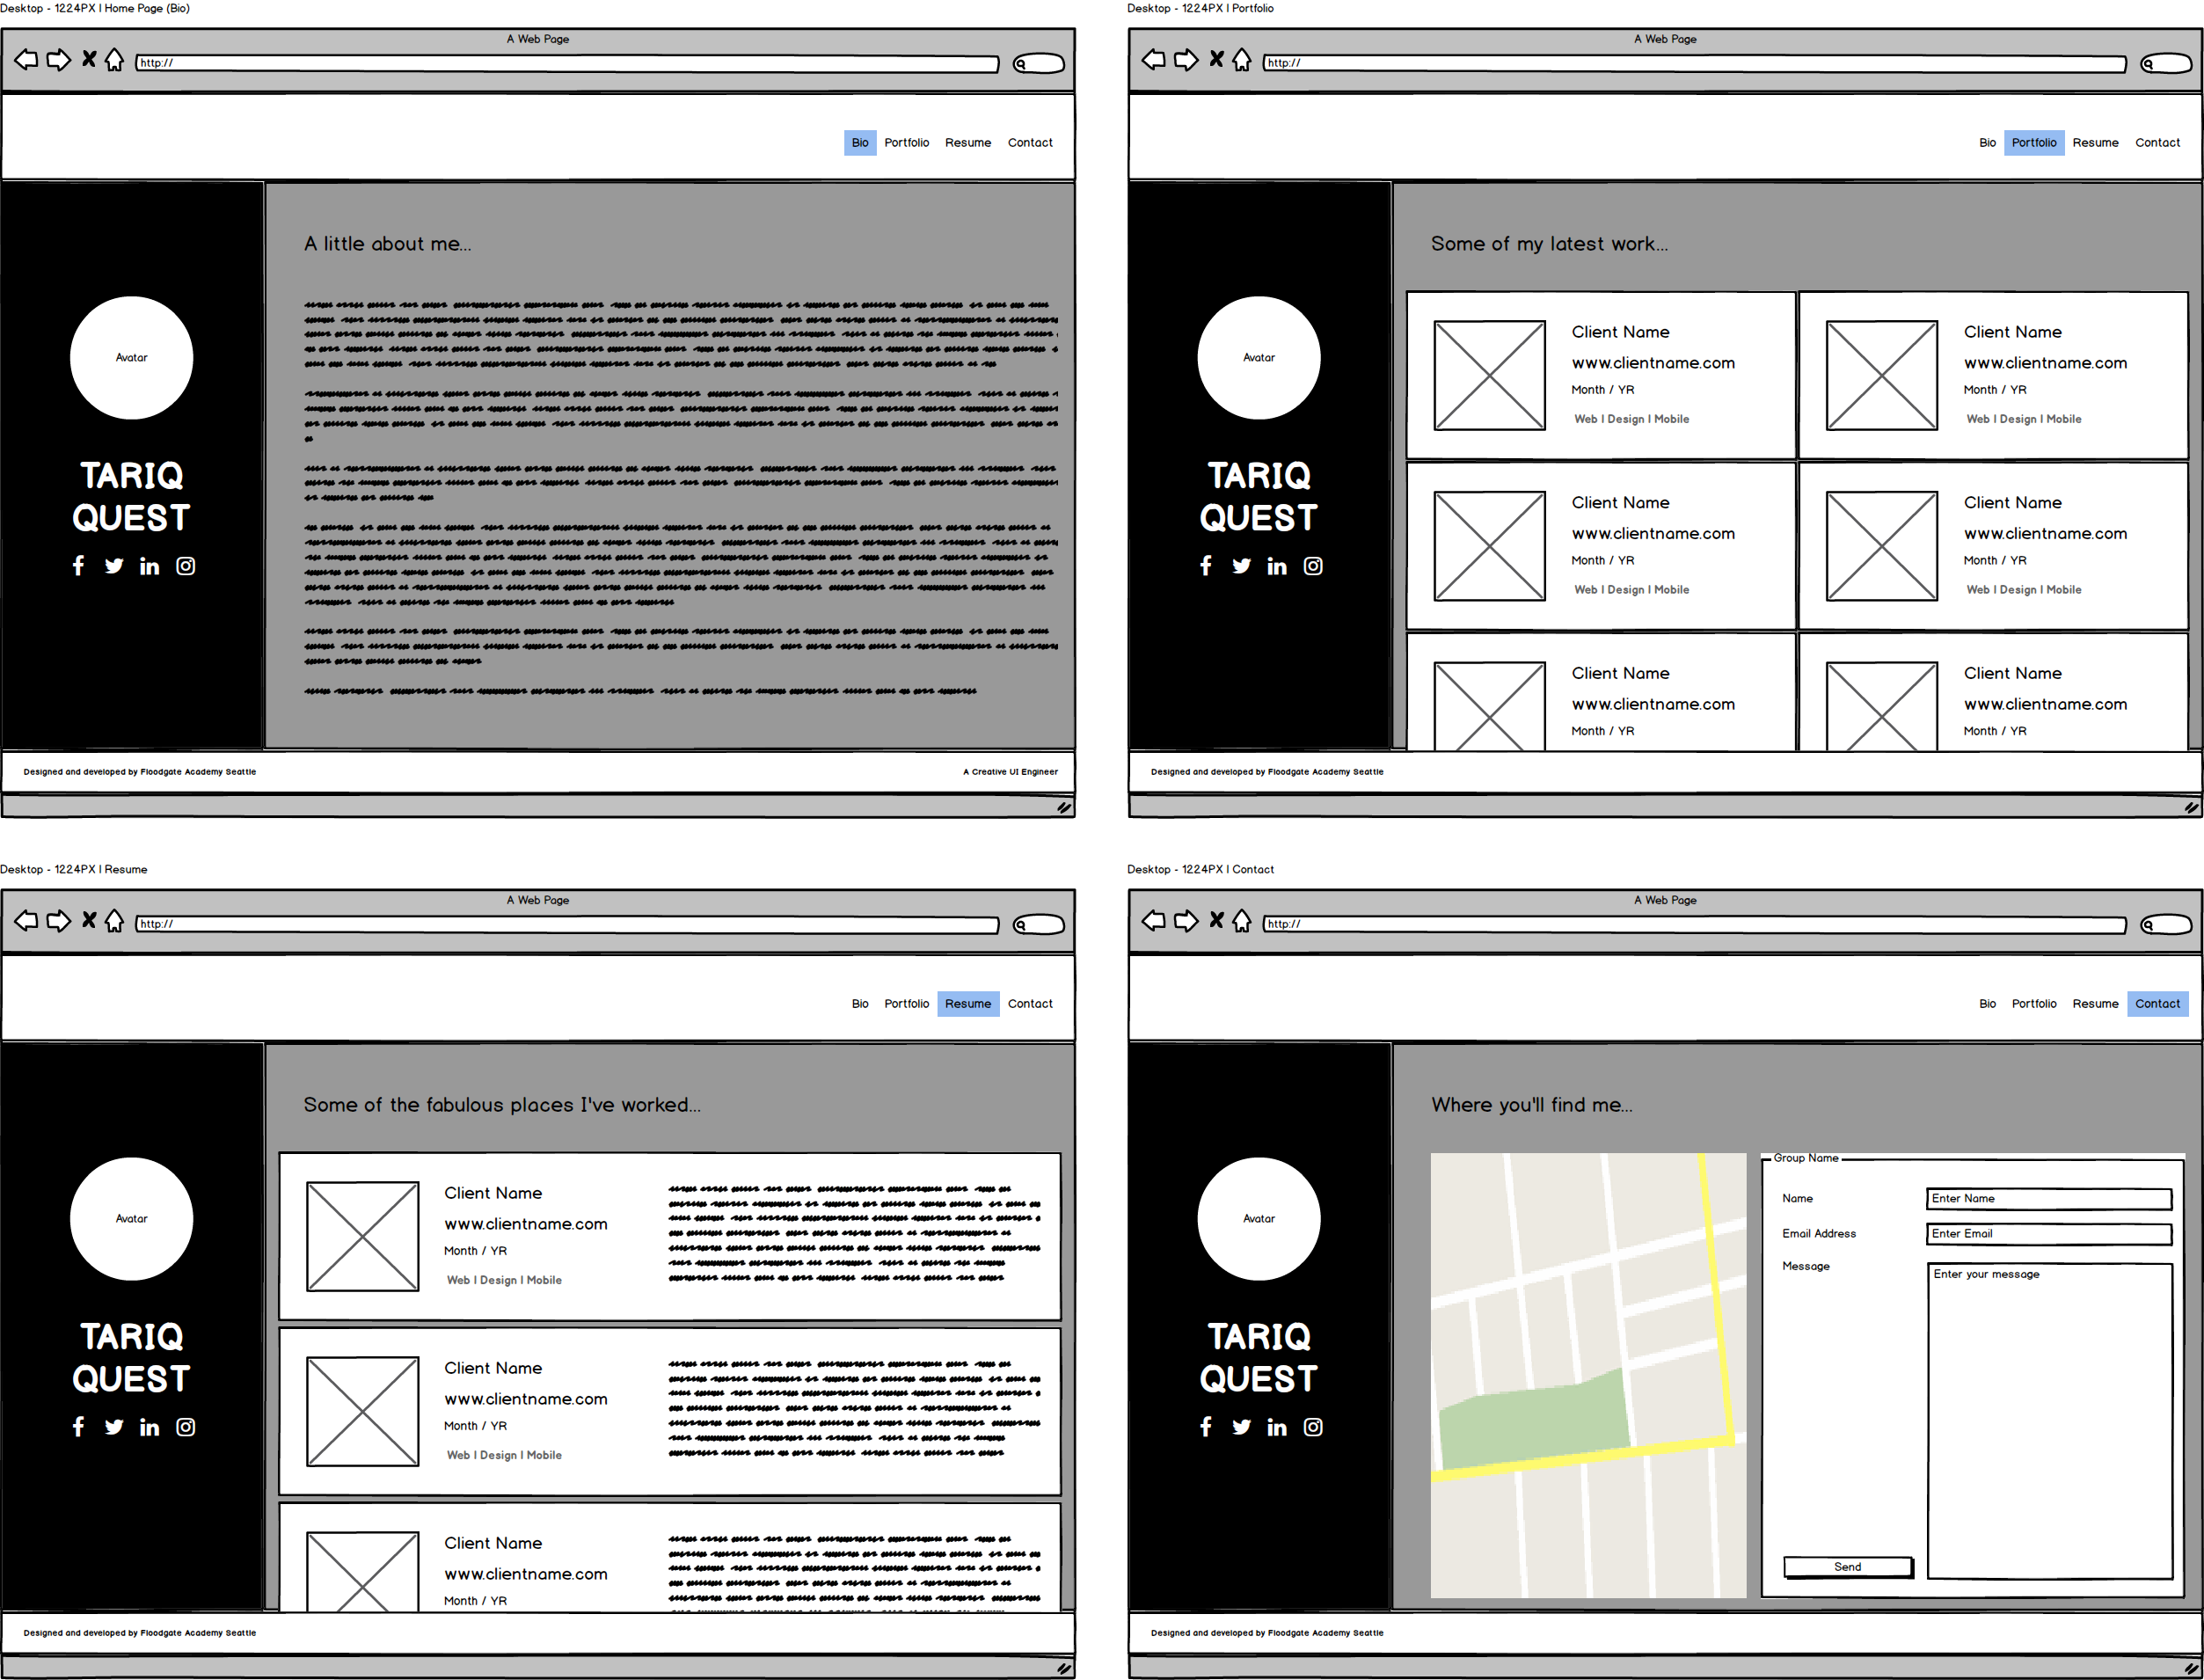 Desktop - 1224PX | Home Page (Bio)
A Web Page
http://
Bio Portfolio Resume Contact
A little about me...
Avatar
TARIQ
QUEST
Designed and developed by Floodgate Academy Seattle
A Creative UI Engineer
Desktop - 1224PX | Portfolio
A Web Page
http://
Bio Portfolio Resume Contact
Some of my latest work...
Avatar
TARIQ
QUEST
Client Name
www.clientname.com
Month / YR
Web | Design | Mobile
Client Name
www.clientname.com
Month / YR
Web | Design | Mobile
Client Name
www.clientname.com
Month / YR
Web | Design | Mobile
Client Name
www.clientname.com
Month / YR
Web | Design | Mobile
Client Name
www.clientname.com
Month / YR
Client Name
www.clientname.com
Month / YR
Designed and developed by Floodgate Academy Seattle
Desktop - 1224PX | Resume
A Web Page
http://
Bio Portfolio Resume Contact
Some of the fabulous places I've worked...
Avatar
TARIQ
QUEST
Client Name
www.clientname.com
Month / YR
Web | Design | Mobile
Client Name
www.clientname.com
Month / YR
Web | Design | Mobile
Client Name
www.clientname.com
Month / YR
Designed and developed by Floodgate Academy Seattle
Desktop - 1224PX | Contact
A Web Page
http://
Bio Portfolio Resume Contact
Where you'll find me...
Avatar
TARIQ
QUEST
Group Name
Name
Enter Name
Email Address
Enter Email
Message
Enter your message
Send
Designed and developed by Floodgate Academy Seattle